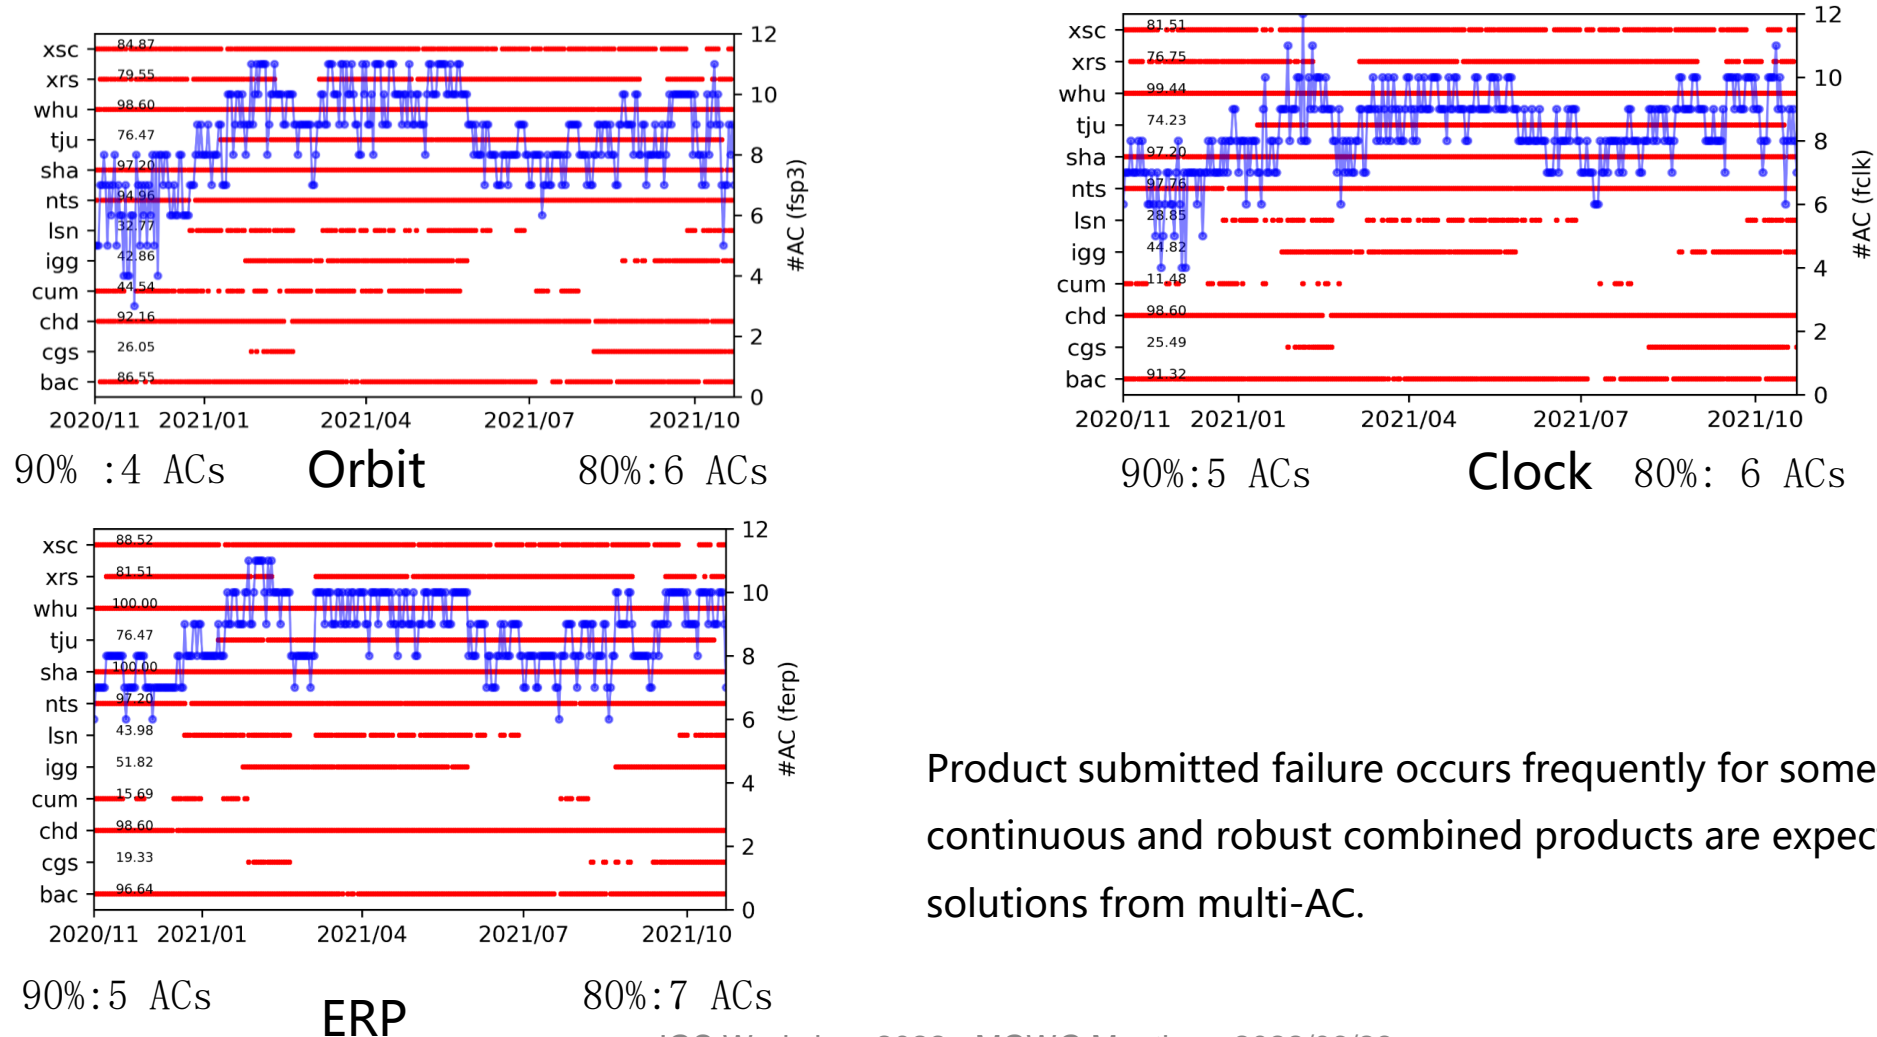 xsc 84.87 12
xrs 79.55
whu 98.60 10
tju 76.47
sha 97.20 8
nts 94.96
lsn 32.77 6
igg 42.86
cum 44.54 4
chd 92.16
cgs 26.05 2
bac 86.55
0
#AC (fsp3)
2020/11 2021/01 2021/04 2021/07 2021/10
90% :4 ACs Orbit 80%:6 ACs
xsc 81.51 12
xrs 76.75
whu 99.44 10
tju 74.23
sha 97.20 8
nts 97.76
lsn 28.85 6
igg 44.82
cum 11.48 4
chd 98.60
cgs 25.49 2
bac 91.32
0
#AC (fclk)
2020/11 2021/01 2021/04 2021/07 2021/10
90%:5 ACs Clock 80%: 6 ACs
xsc 88.52 12
xrs 81.51
whu 100.00 10
tju 76.47
sha 100.00 8
nts 97.20
lsn 43.98 6
igg 51.82
cum 15.69 4
chd 98.60
cgs 19.33 2
bac 96.64
0
#AC (ferp)
2020/11 2021/01 2021/04 2021/07 2021/10
90%:5 ACs ERP 80%:7 ACs
Product submitted failure occurs frequently for some
continuous and robust combined products are expec
solutions from multi-AC.